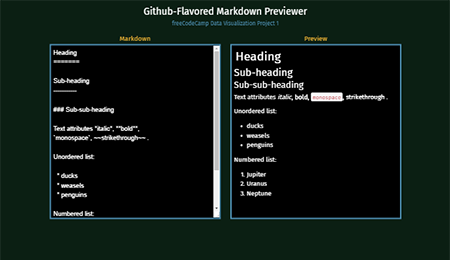 Github-Flavored Markdown Previewer
freeCodeCamp Data Visualization Project 1
Markdown
Heading
=======
Sub-heading
-------
### Sub-sub-heading
Text attributes *italic*, **bold**,
`monospace`, ~~strikethrough~~ .
Unordered list:
* ducks
* weasels
* penguins
Numbered list:
Preview
Heading
Sub-heading
Sub-sub-heading
Text attributes italic, bold, monospace, strikethrough .
Unordered list:
• ducks
• weasels
• penguins
Numbered list:
1. Jupiter
2. Uranus
3. Neptune